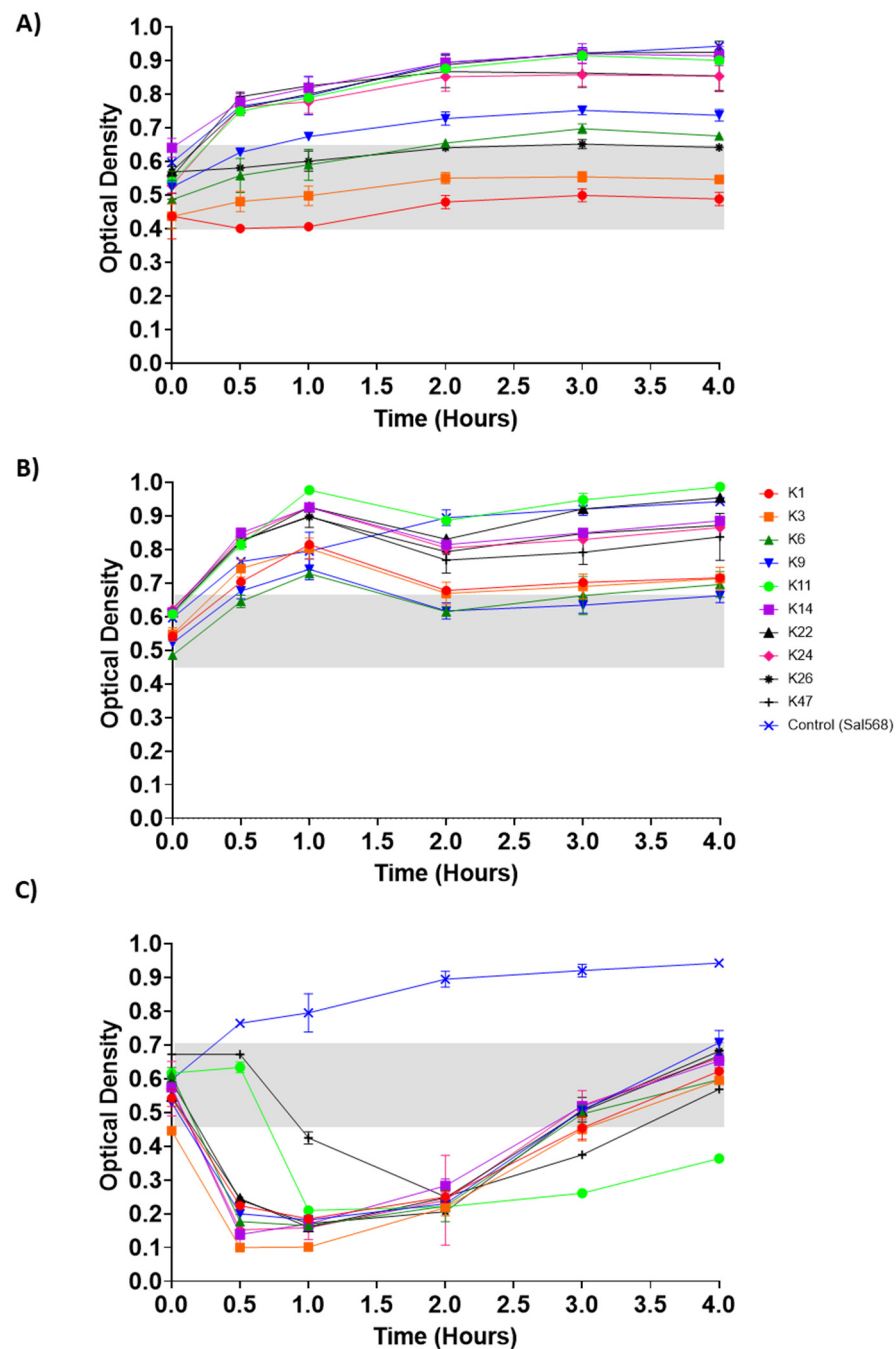 A)
Optical Density
1.0
0.9
0.8
0.7
0.6
0.5
0.4
0.3
0.2
0.1
0.0
0.0 0.5 1.0 1.5 2.0 2.5 3.0 3.5 4.0
Time (Hours)
B)
Optical Density
1.0
0.9
0.8
0.7
0.6
0.5
0.4
0.3
0.2
0.1
0.0
0.0 0.5 1.0 1.5 2.0 2.5 3.0 3.5 4.0
Time (Hours)
K1
K3
K6
K9
K11
K14
K22
K24
K26
K47
Control (Sal568)
C)
Optical Density
1.0
0.9
0.8
0.7
0.6
0.5
0.4
0.3
0.2
0.1
0.0
0.0 0.5 1.0 1.5 2.0 2.5 3.0 3.5 4.0
Time (Hours)